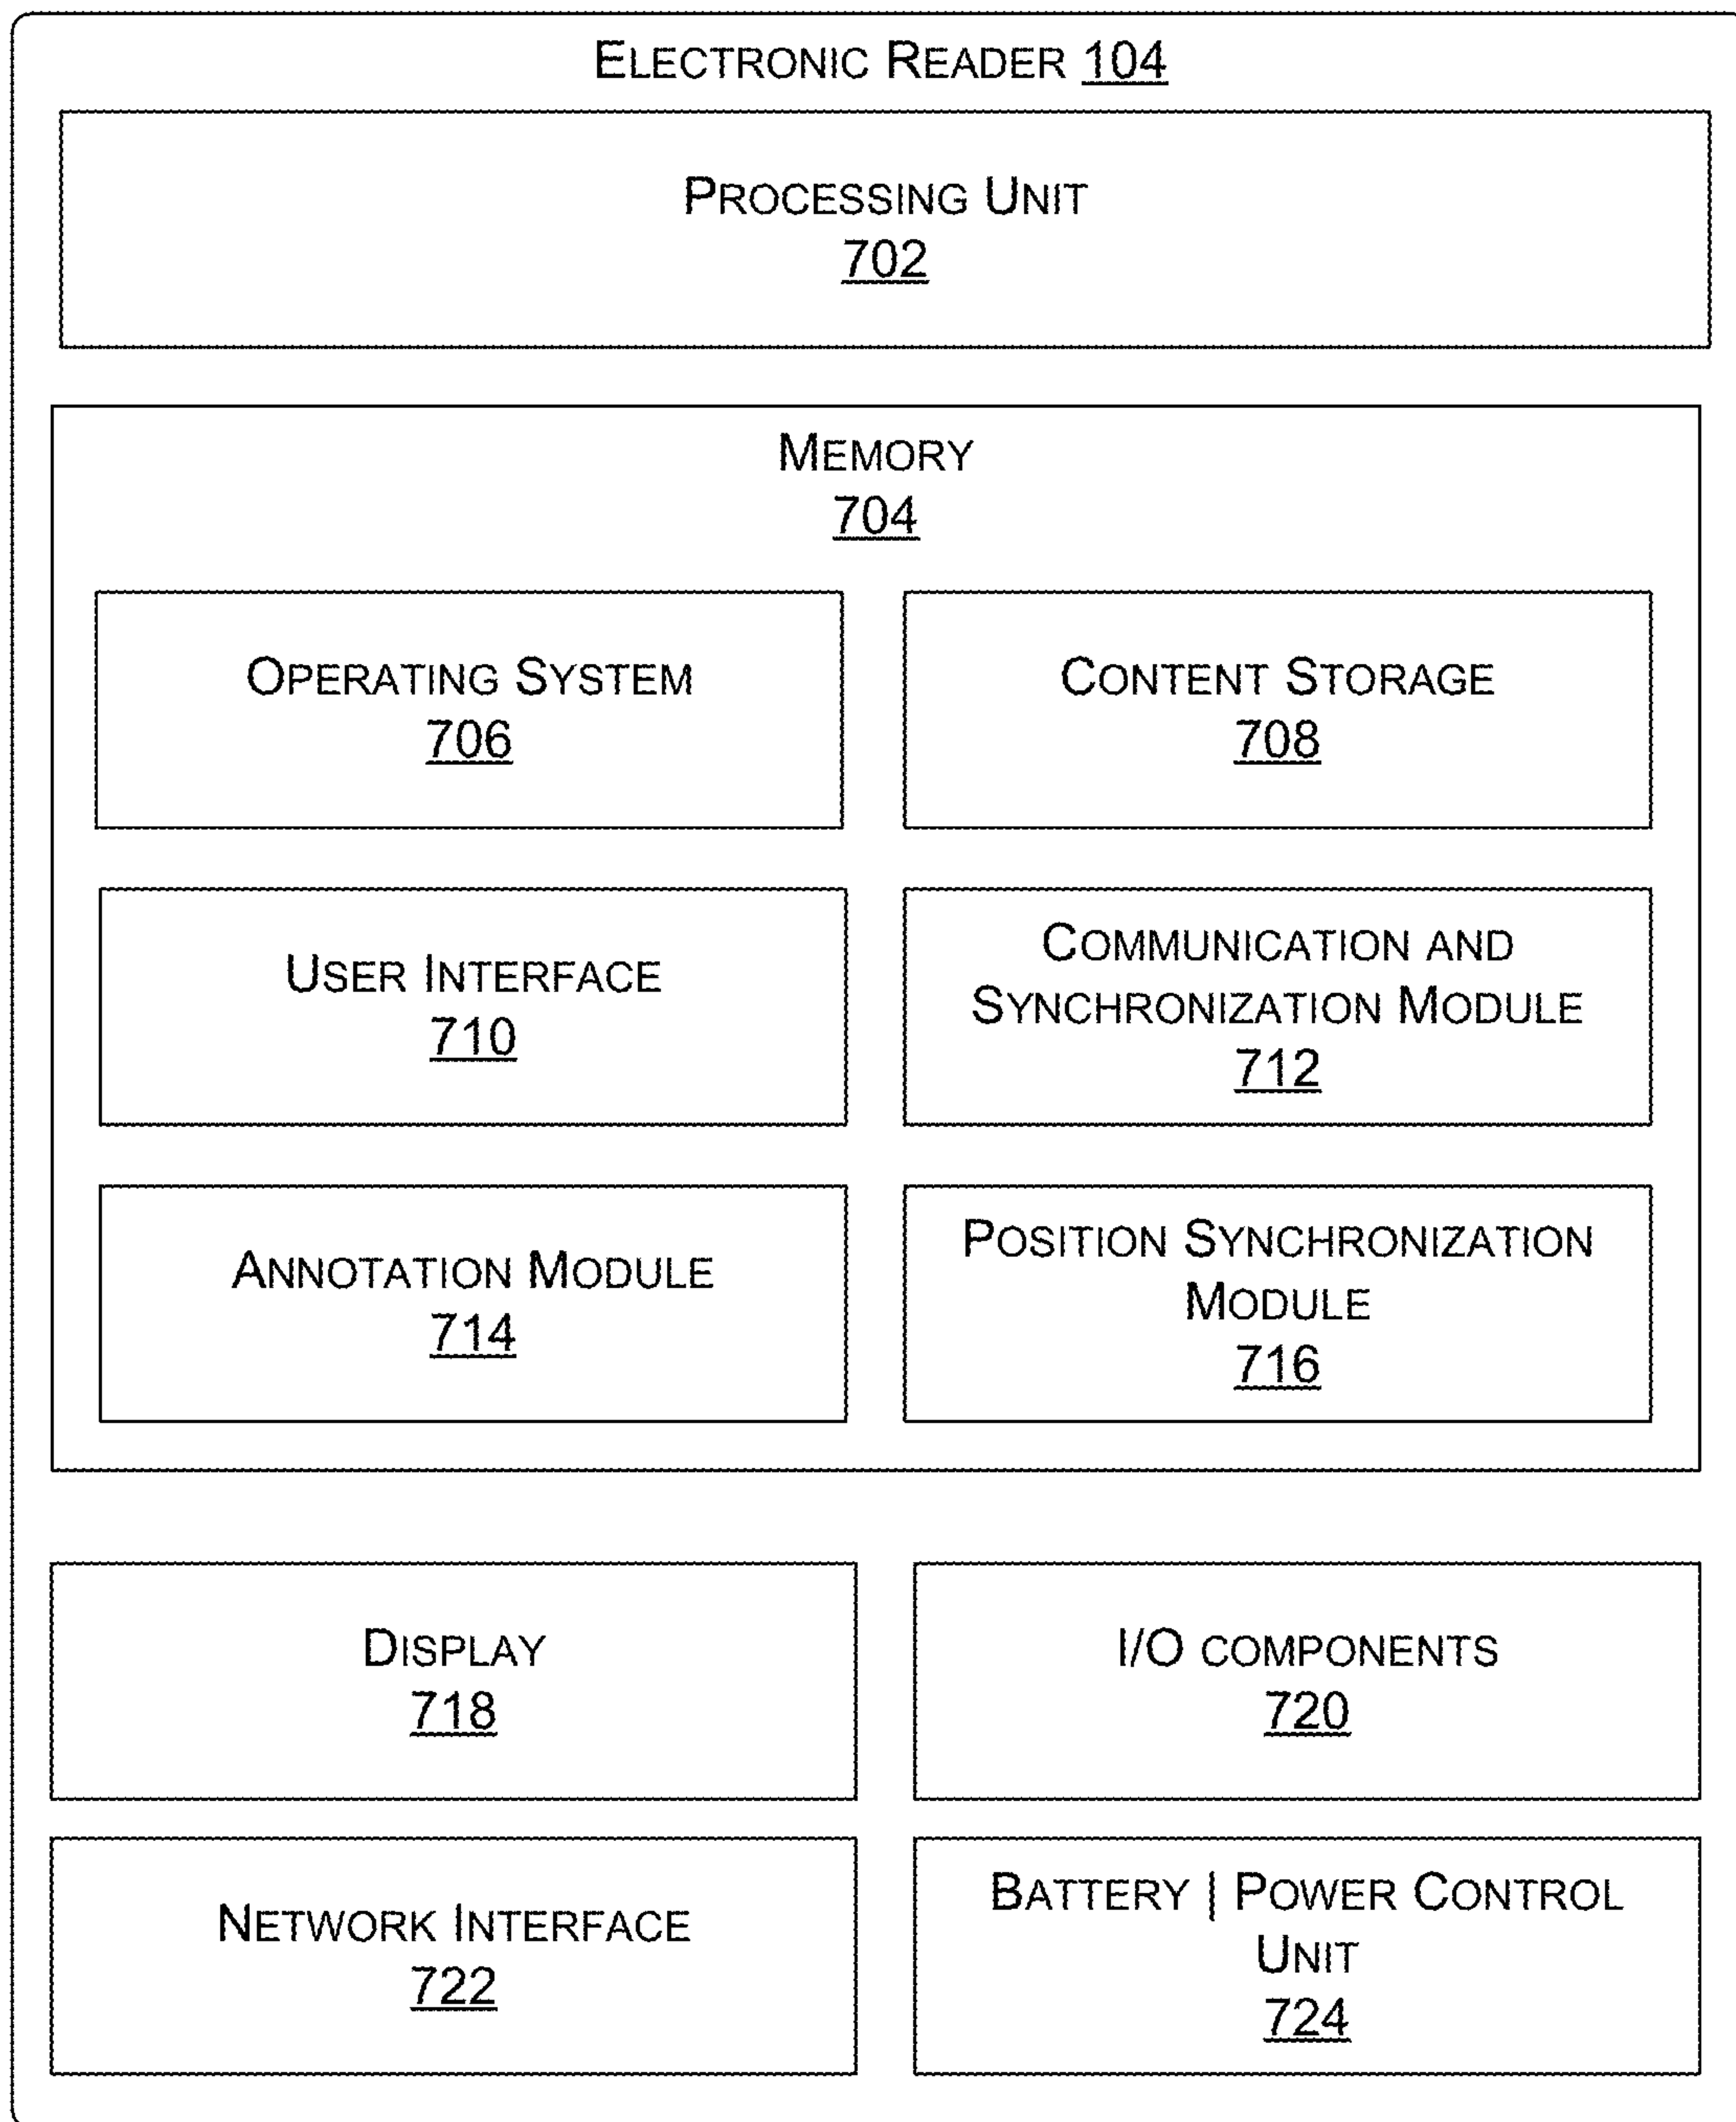 ELECTRONIC READER 104
PROCESSING UNIT
702
MEMORY
704
OPERATING SYSTEM
706
CONTENT STORAGE
708
USER INTERFACE
710
COMMUNICATION AND
SYNCHRONIZATION MODULE
712
ANNOTATION MODULE
714
POSITION SYNCHRONIZATION
MODULE
716
DISPLAY
718
I/O COMPONENTS
720
NETWORK INTERFACE
722
BATTERY | POWER CONTROL
UNIT
724